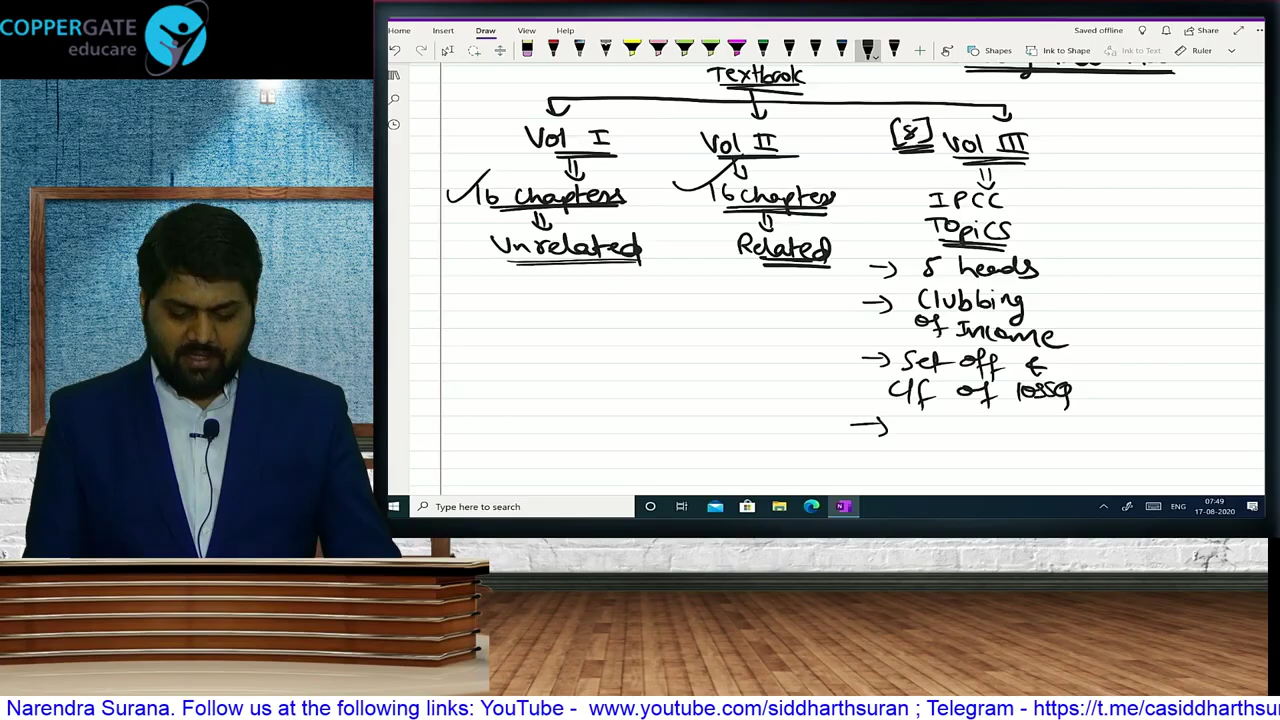 COPPERGATE
educare
Home Insert Draw View Help
Saved offline
Share
Shapes
Ink to Shape
Ink to Text
Ruler
Textbook
Vol I
Vol II
[8] Vol III
16 chapters
16 chapters
IPCC
Topics
Unrelated
Related
→ 5 heads
→ Clubbing
of Income
→ Set off &
C/f of losses
→
Type here to search
ENG
07:49
17-08-2020
Narendra Surana. Follow us at the following links: YouTube - www.youtube.com/siddharthsuran ; Telegram - https://t.me/casiddharthsur